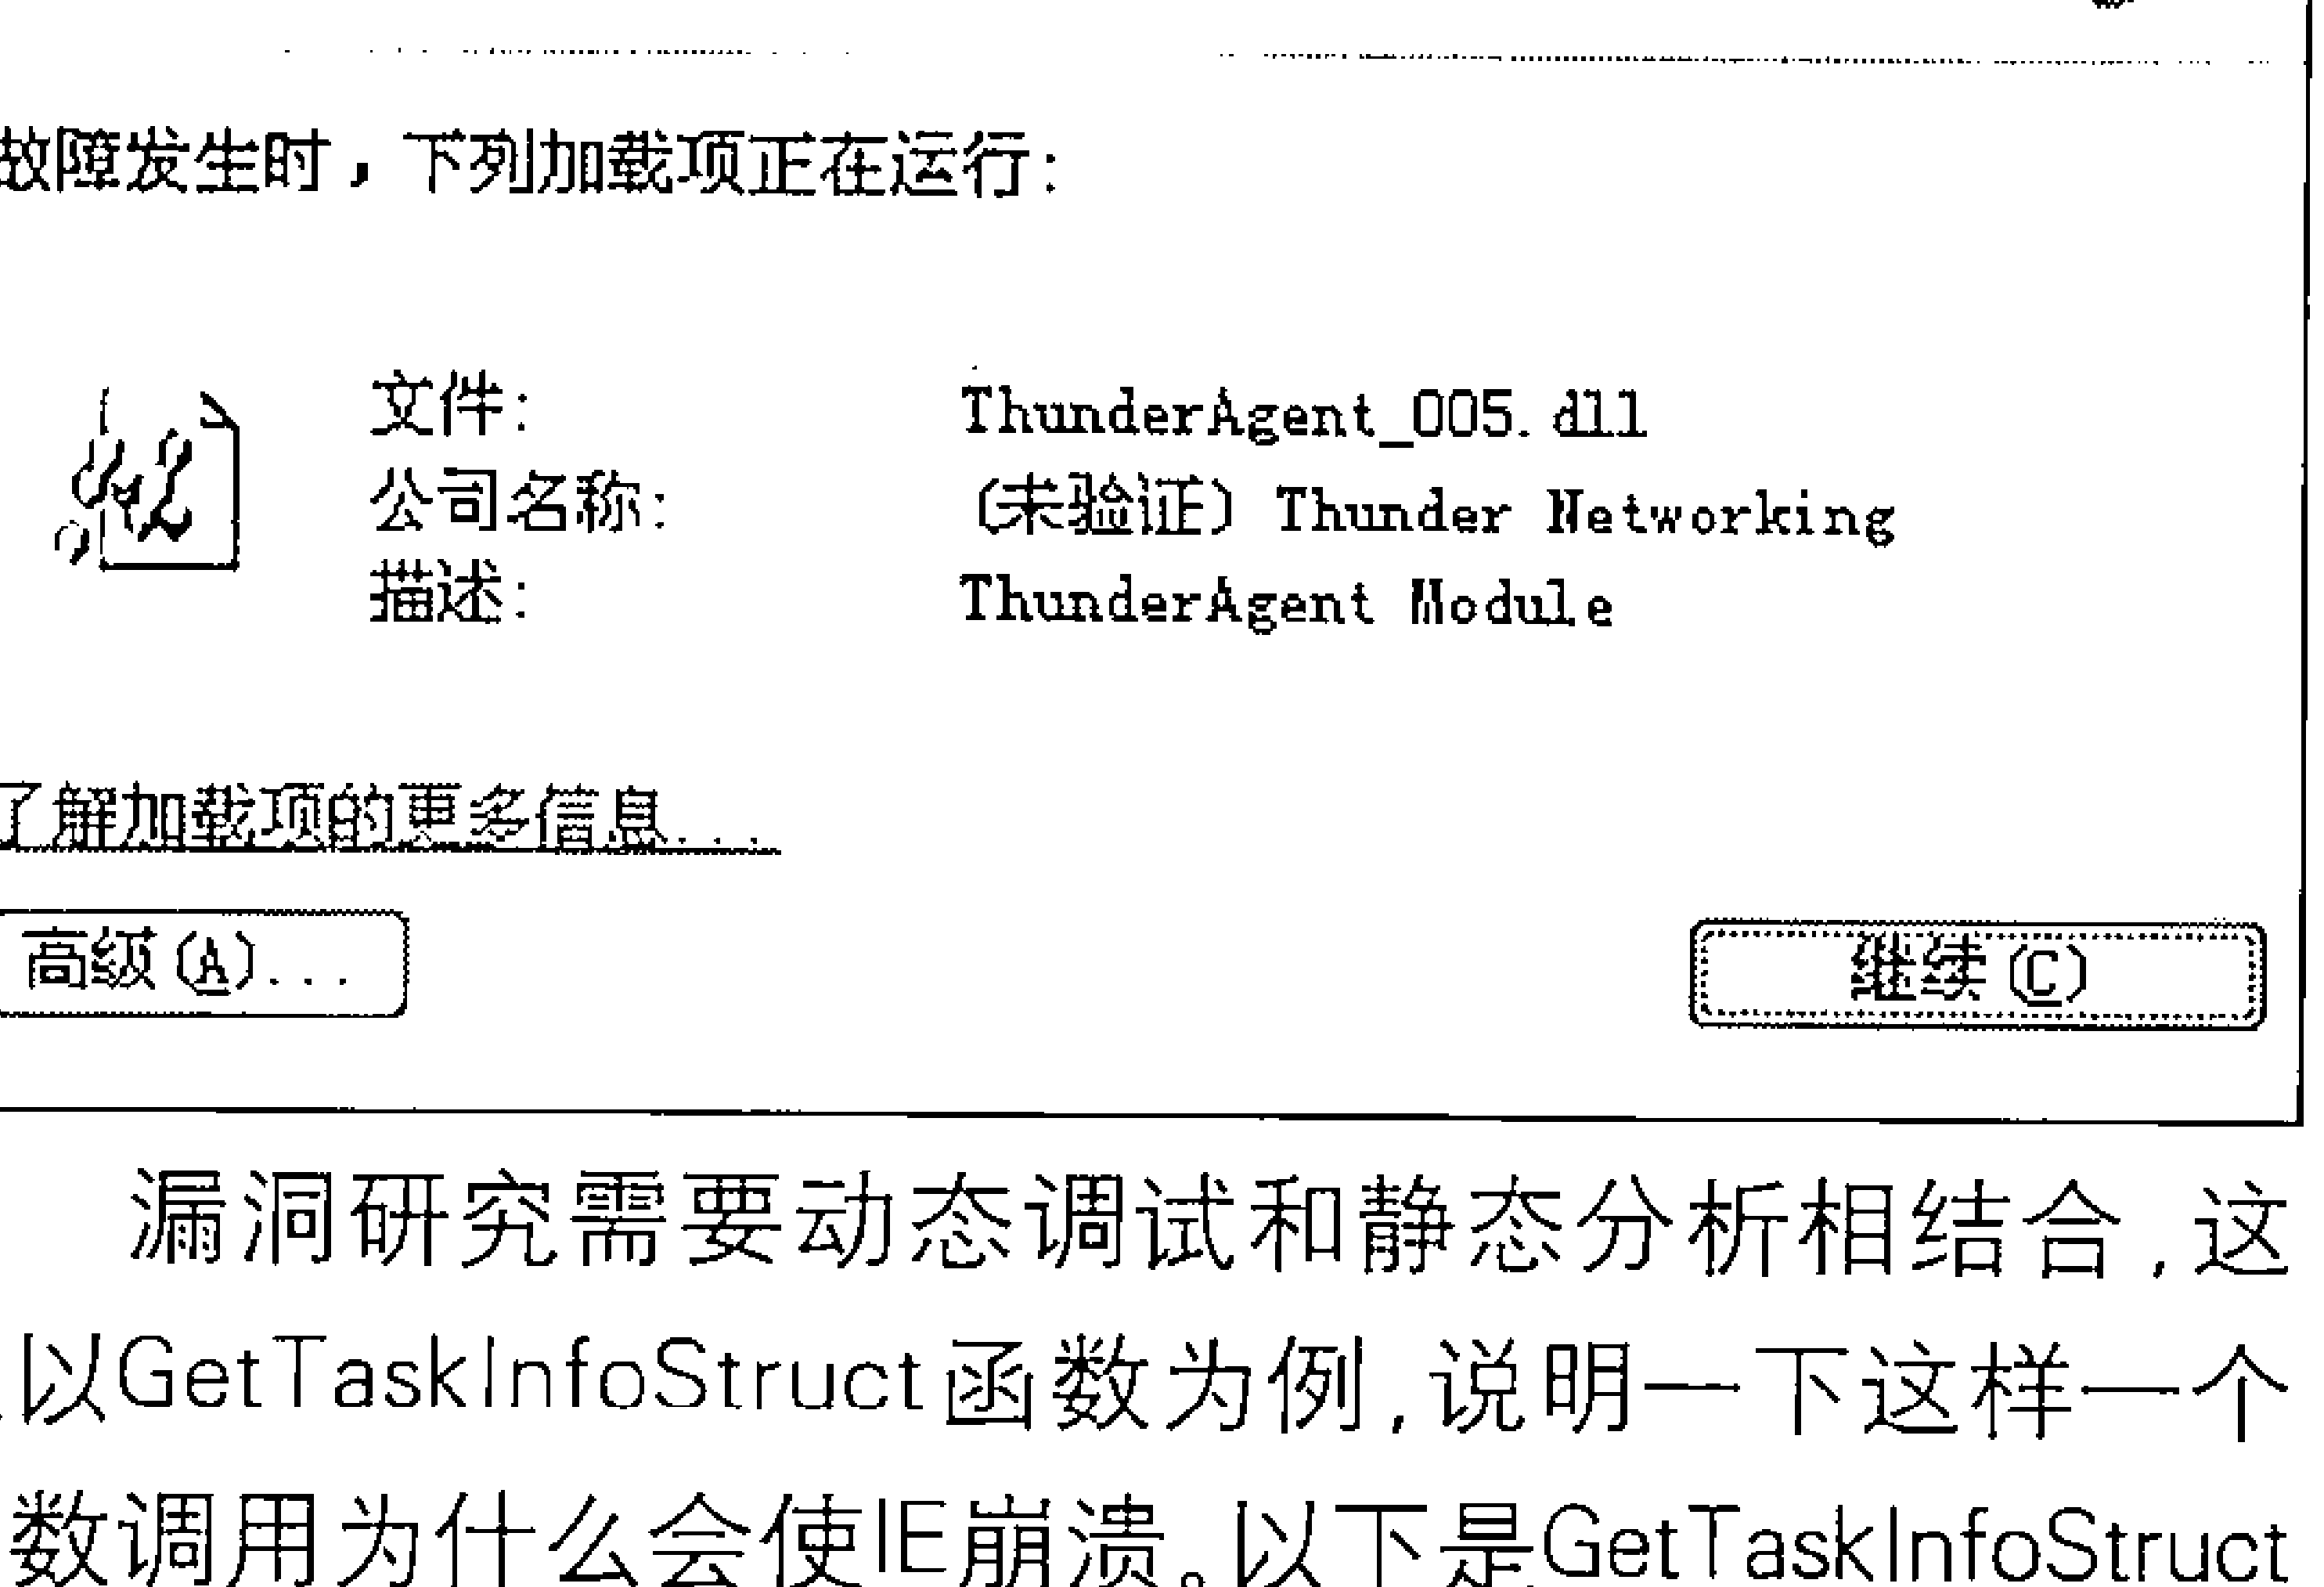 故障发生时，下列加载项正在运行：
文件： ThunderAgent_005.dll
公司名称： （未验证）Thunder Networking
描述： ThunderAgent Module
了解加载项的更多信息...
高级(A)... 继续(C)
漏洞研究需要动态调试和静态分析相结合，这
以GetTaskInfoStruct函数为例，说明一下这样一个
数调用为什么会使IE崩溃。以下是GetTaskInfoStruct